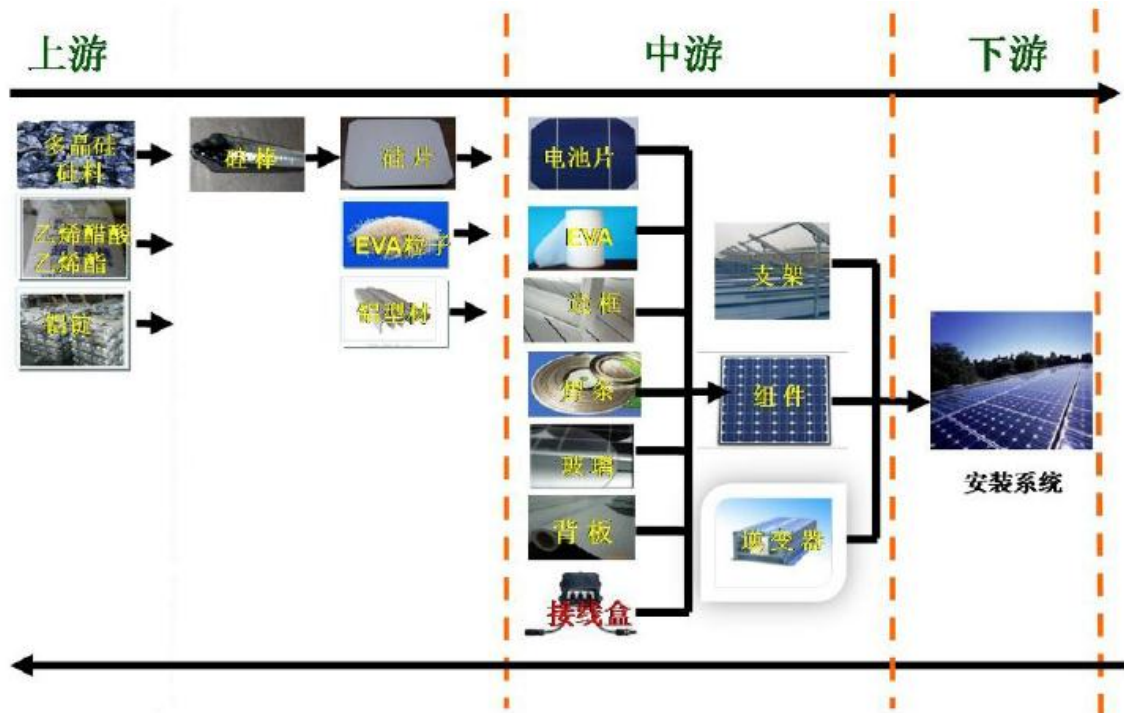 上游
中游
下游
多晶硅
硅料
硅棒
硅片
电池片
乙烯醋酸
乙烯酯
EVA粒子
EVA
支架
铝锭
铝型材
边框
焊条
组件
玻璃
背板
逆变器
接线盒
安装系统